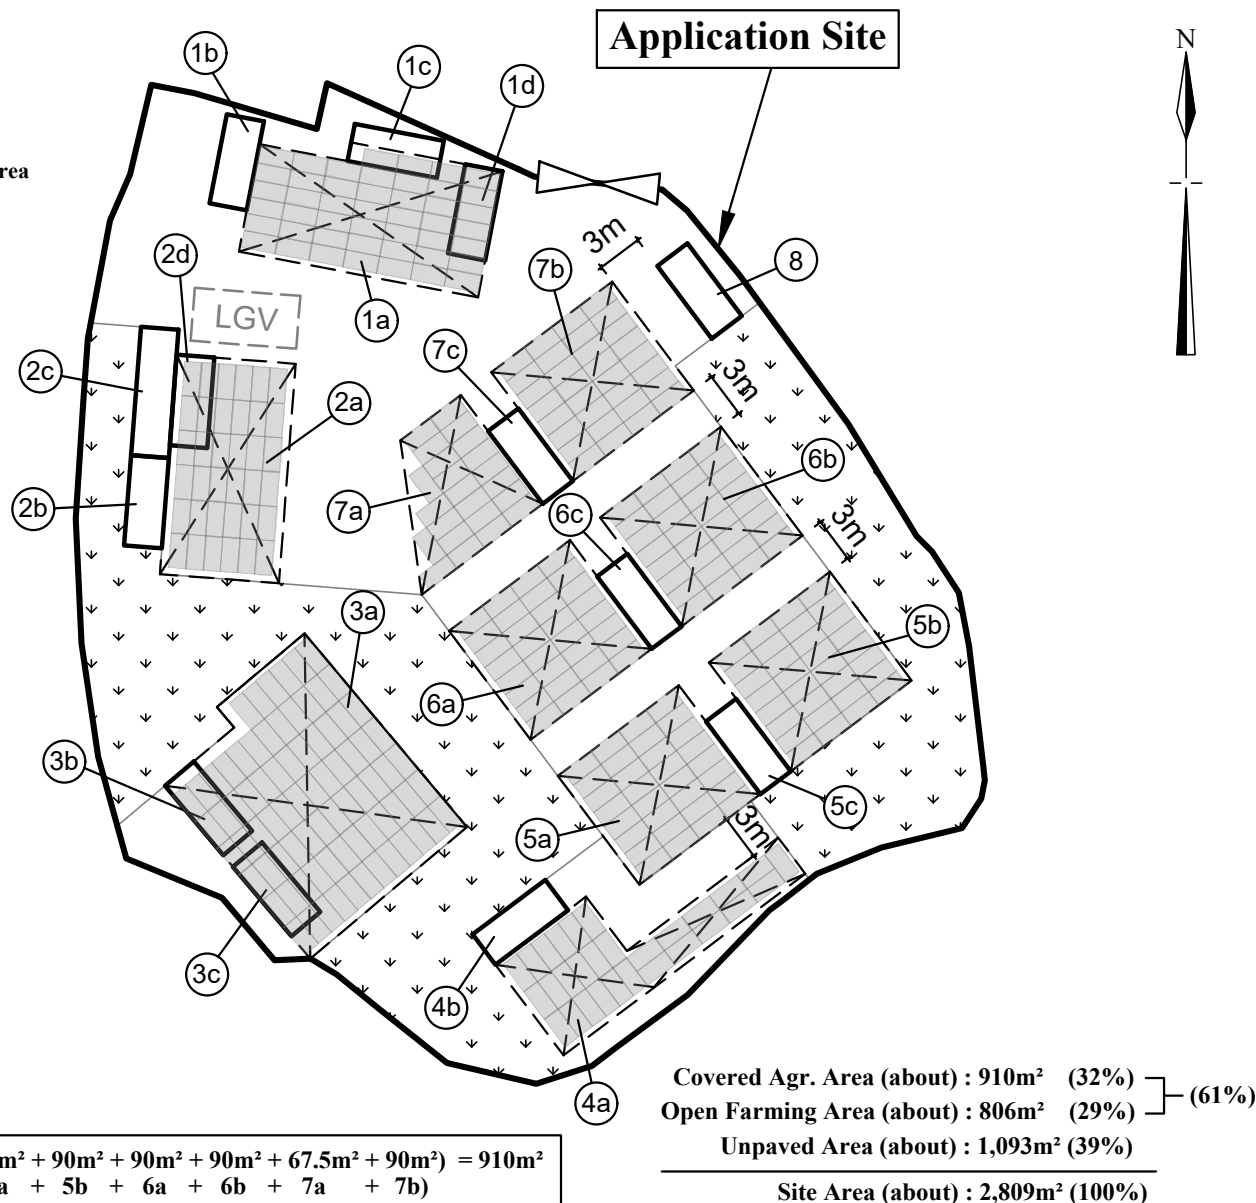 Application Site
N
1b
1c
1d
rea
3m
2d
7b
8
LGV
1a
7c
2c
3m
2a
6b
2b
7a
6c
3m
3a
5b
6a
3b
5c
5a
3m
3c
4b
4a
Covered Agr. Area (about) : 910m² (32%)
Open Farming Area (about) : 806m² (29%)
(61%)
Unpaved Area (about) : 1,093m² (39%)
Site Area (about) : 2,809m² (100%)
m² + 90m² + 90m² + 90m² + 67.5m² + 90m²) = 910m²
a + 5b + 6a + 6b + 7a + 7b)